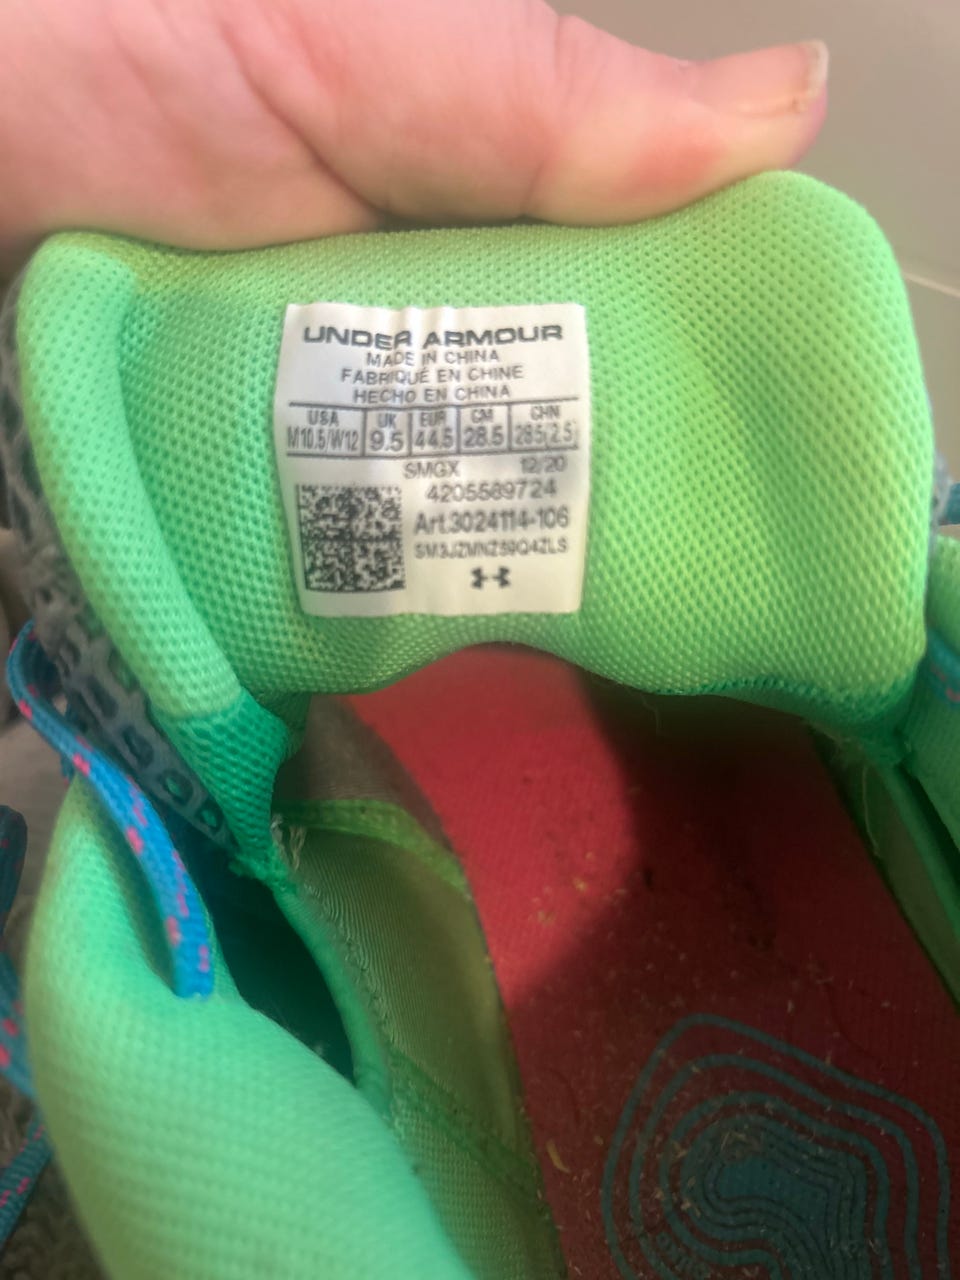 UNDER ARMOUR
MADE IN CHINA
FABRIQUÉ EN CHINE
HECHO EN CHINA
USA UK EUR CM CHN
M10.5/W12 9.5 44.5 28.5 285(2.5)
SMGX 12/20
4205589724
Art.3024114-106